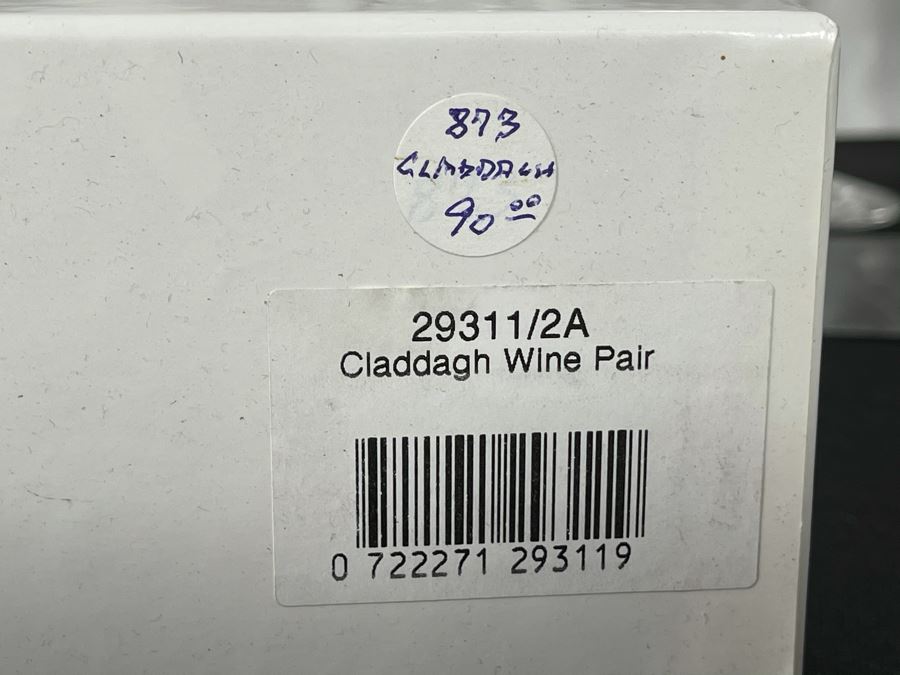 873
CLADDAGH
90 00
29311/2A
Claddagh Wine Pair
0 722271 293119